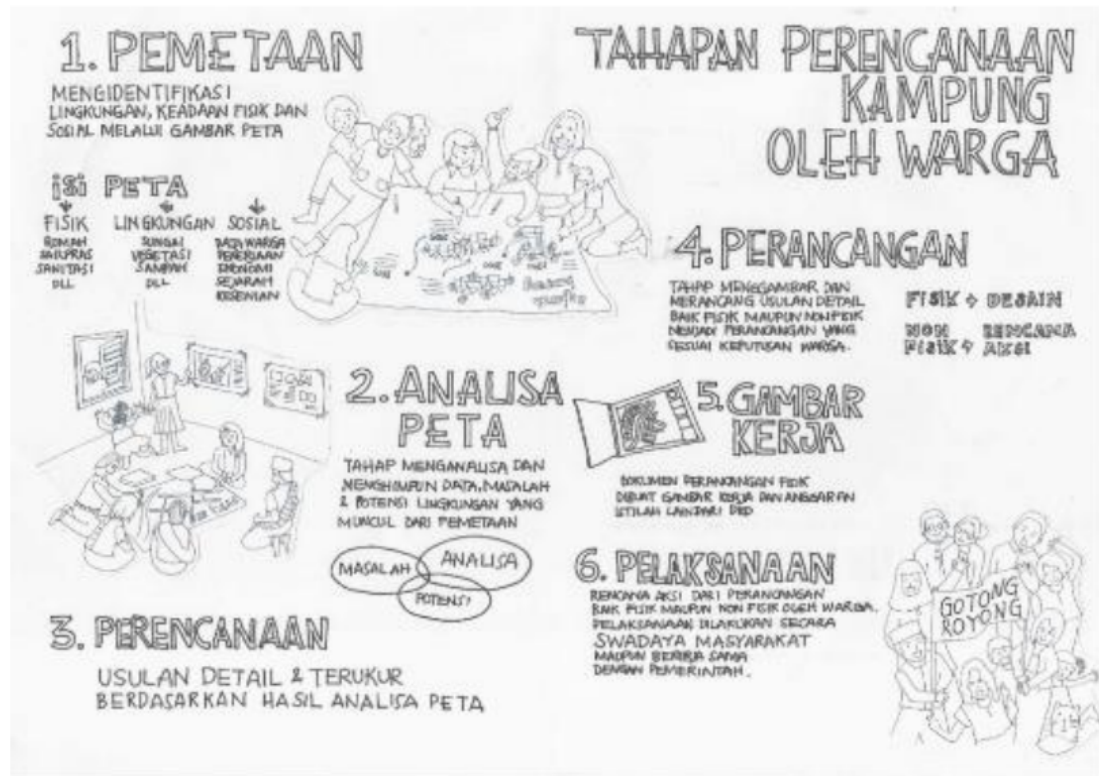 TAHAPAN PERENCANAAN
KAMPUNG
OLEH WARGA
1. PEMETAAN
MENGIDENTIFIKASI
LINGKUNGAN, KEADAAN FISIK DAN
SOSIAL MELALUI GAMBAR PETA
ISI PETA
FISIK
RUMAH
SARPRAS
SANITASI
DLL
LINGKUNGAN
SUNGAI
VEGETASI
SAMPAH
DLL
SOSIAL
DATA WARGA
PEKERJAAN
EKONOMI
SEJARAH
KESENIAN
2. ANALISA
PETA
TAHAP MENGANALISA DAN
MENGHIMPUN DATA, MASALAH
& POTENSI LINGKUNGAN YANG
MUNCUL DARI PEMETAAN
MASALAH
ANALISA
POTENSI
3. PERENCANAAN
USULAN DETAIL & TERUKUR
BERDASARKAN HASIL ANALISA PETA
4. PERANCANGAN
TAHAP MENGGAMBAR DAN
MERANCANG USULAN DETAIL
BAIK FISIK MAUPUN NON FISIK
MENJADI PERANCANGAN YANG
SESUAI KEPUTUSAN WARGA.
FISIK → DESAIN
NON RENCANA
FISIK → AKSI
5. GAMBAR
KERJA
DOKUMEN PERANCANGAN FISIK
DIBUAT GAMBAR KERJA DAN ANGGARAN
ISTILAH LAIN DARI DED
6. PELAKSANAAN
RENCANA AKSI DARI PERANCANGAN
BAIK FISIK MAUPUN NON FISIK OLEH WARGA.
PELAKSANAAN DILAKUKAN SECARA
SWADAYA MASYARAKAT
MAUPUN BEKERJA SAMA
DENGAN PEMERINTAH.
GOTONG
ROYONG